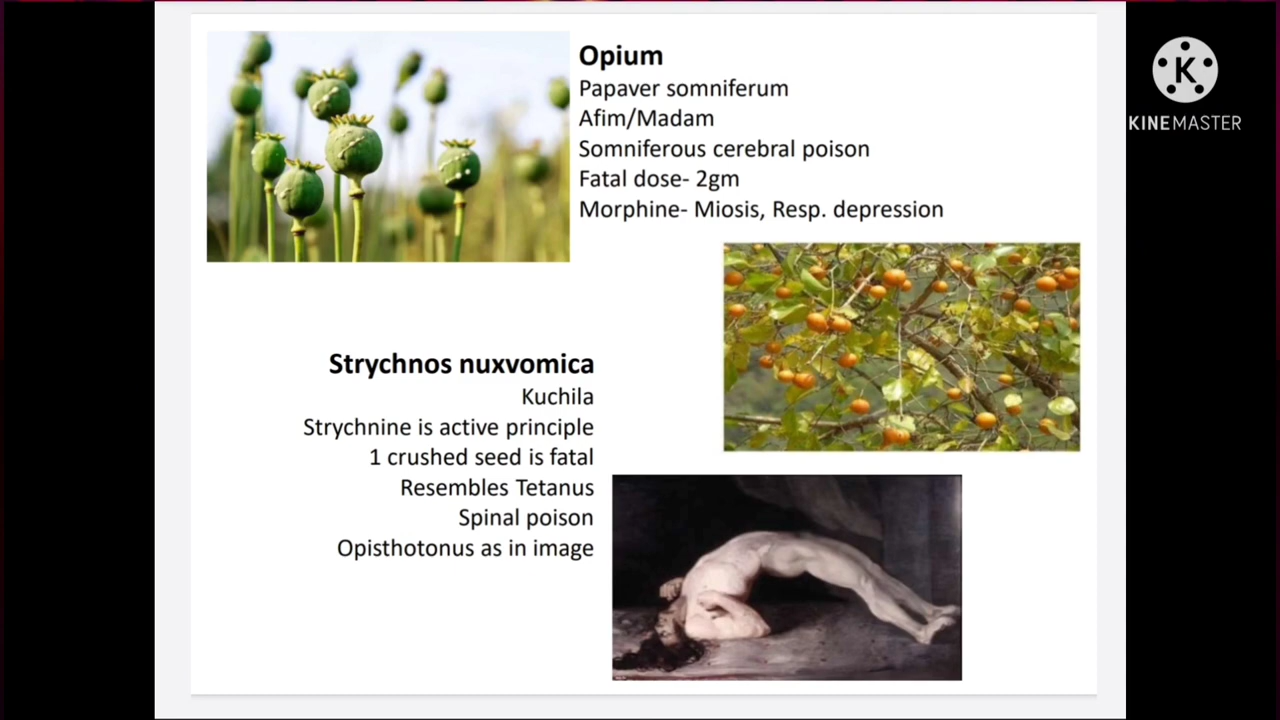 Opium
Papaver somniferum
Afim/Madam
Somniferous cerebral poison
Fatal dose- 2gm
Morphine- Miosis, Resp. depression
Strychnos nuxvomica
Kuchila
Strychnine is active principle
1 crushed seed is fatal
Resembles Tetanus
Spinal poison
Opisthotonus as in image
K
KINEMASTER